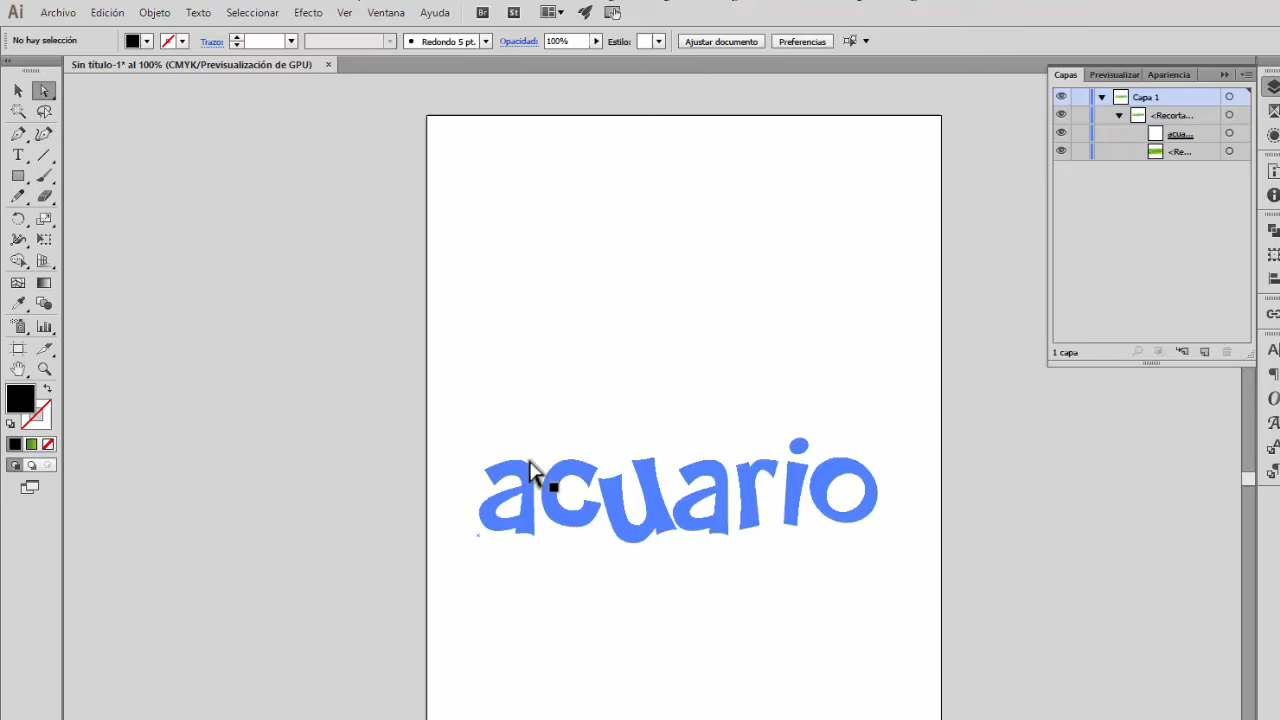 Ai Archivo Edición Objeto Texto Seleccionar Efecto Ver Ventana Ayuda Br St
No hay selección Trazo: Redondo 5 pt. Opacidad: 100% Estilo: Ajustar documento Preferencias
Sin título-1* al 100% (CMYK/Previsualización de GPU) ×
Capas Previsualizar Apariencia
Capa 1
<Recorta...
acua...
<Re...
1 capa
acuario